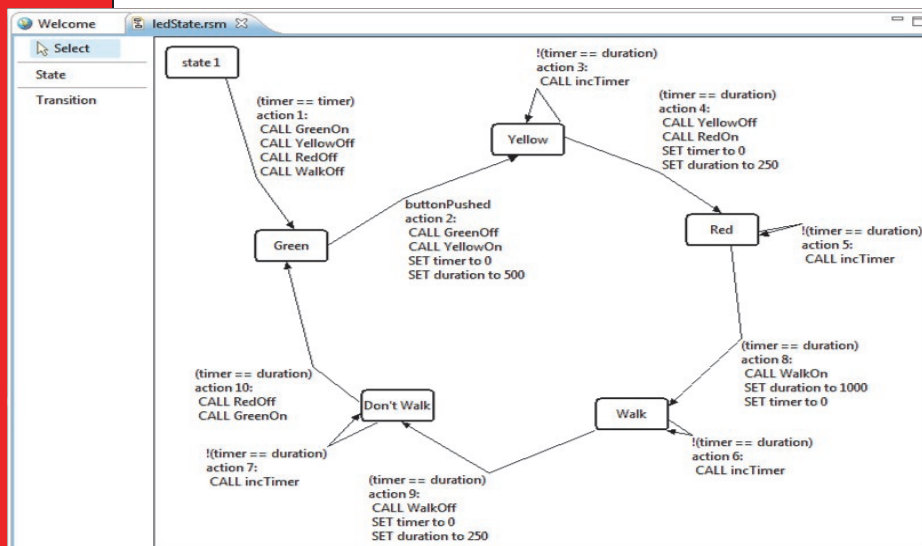 Welcome
ledState.rsm
Select
State
Transition
state 1
(timer == timer)
action 1:
CALL GreenOn
CALL YellowOff
CALL RedOff
CALL WalkOff
!(timer == duration)
action 3:
CALL incTimer
Yellow
(timer == duration)
action 4:
CALL YellowOff
CALL RedOn
SET timer to 0
SET duration to 250
Green
buttonPushed
action 2:
CALL GreenOff
CALL YellowOn
SET timer to 0
SET duration to 500
Red
!(timer == duration)
action 5:
CALL incTimer
(timer == duration)
action 8:
CALL WalkOn
SET duration to 1000
SET timer to 0
(timer == duration)
action 10:
CALL RedOff
CALL GreenOn
Don't Walk
Walk
!(timer == duration)
action 7:
CALL incTimer
!(timer == duration)
action 6:
CALL incTimer
(timer == duration)
action 9:
CALL WalkOff
SET timer to 0
SET duration to 250